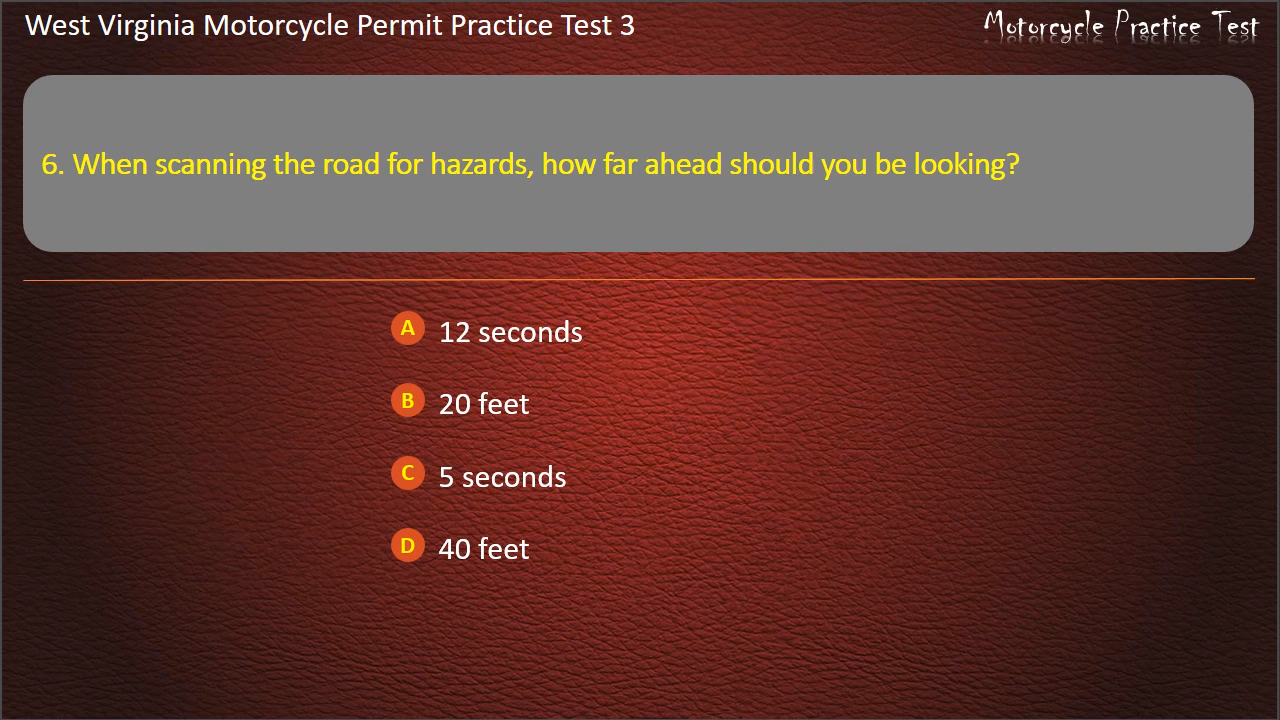 West Virginia Motorcycle Permit Practice Test 3
Motorcycle Practice Test
6. When scanning the road for hazards, how far ahead should you be looking?
A 12 seconds
B 20 feet
C 5 seconds
D 40 feet